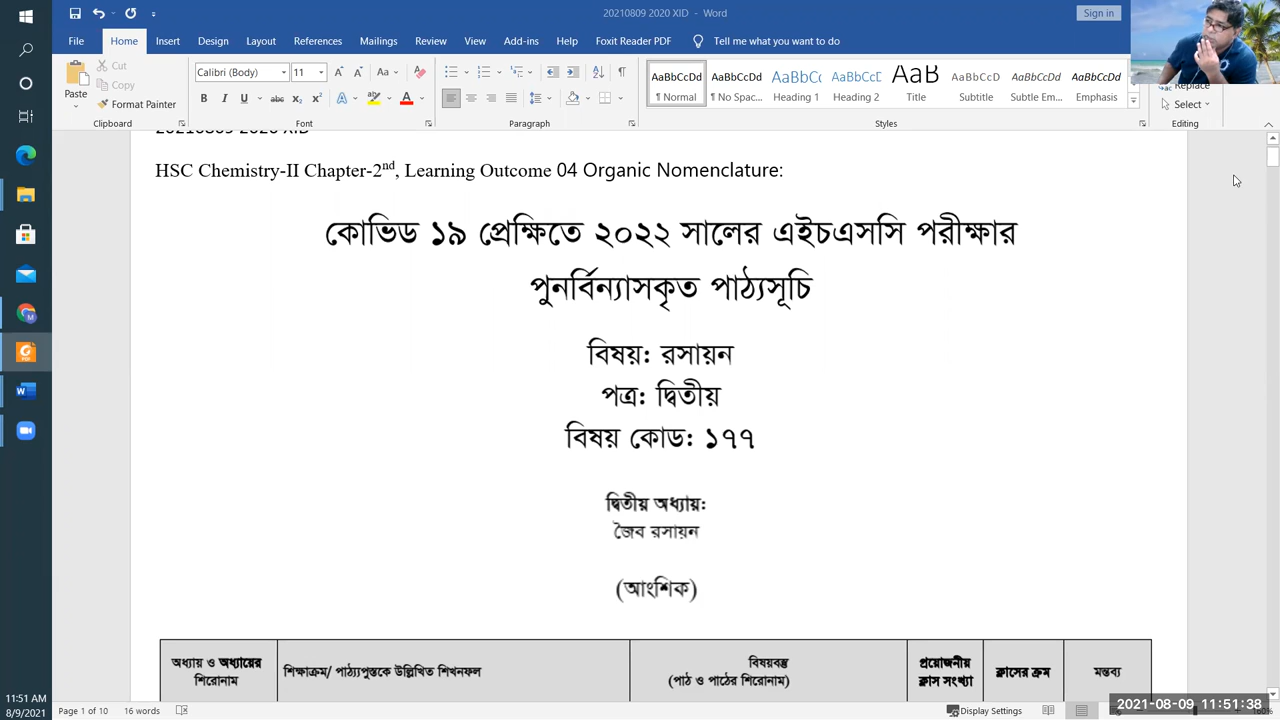 20210809 2020 XID - Word
Sign in
File Home Insert Design Layout References Mailings Review View Add-ins Help Foxit Reader PDF Tell me what you want to do
Paste
Cut
Copy
Format Painter
Clipboard
Calibri (Body) 11
Font
Paragraph
AaBbCcDd AaBbCcDd AaBbCc AaBbCcC AaB AaBbCcD AaBbCcDd AaBbCcDd
¶ Normal ¶ No Spac... Heading 1 Heading 2 Title Subtitle Subtle Em... Emphasis
Styles
Replace
Select
Editing
20210809 2020 XID
HSC Chemistry-II Chapter-2nd, Learning Outcome 04 Organic Nomenclature:
কোভিড ১৯ প্রেক্ষিতে ২০২২ সালের এইচএসসি পরীক্ষার
পুনর্বিন্যাসকৃত পাঠ্যসূচি
বিষয়: রসায়ন
পত্র: দ্বিতীয়
বিষয় কোড: ১৭৭
দ্বিতীয় অধ্যায়:
জৈব রসায়ন
(আংশিক)
অধ্যায় ও অধ্যারের
শিরোনাম
শিক্ষাক্রম/ পাঠ্যপুস্তকে উল্লিখিত শিখনফল
বিষয়বস্তু
(পাঠ ও পাঠের শিরোনাম)
প্রয়োজনীয়
ক্লাস সংখ্যা
ক্লাসের ক্রম
মন্তব্য
Page 1 of 10 16 words
Display Settings
2021-08-09 11:51:38
11:51 AM
8/9/2021